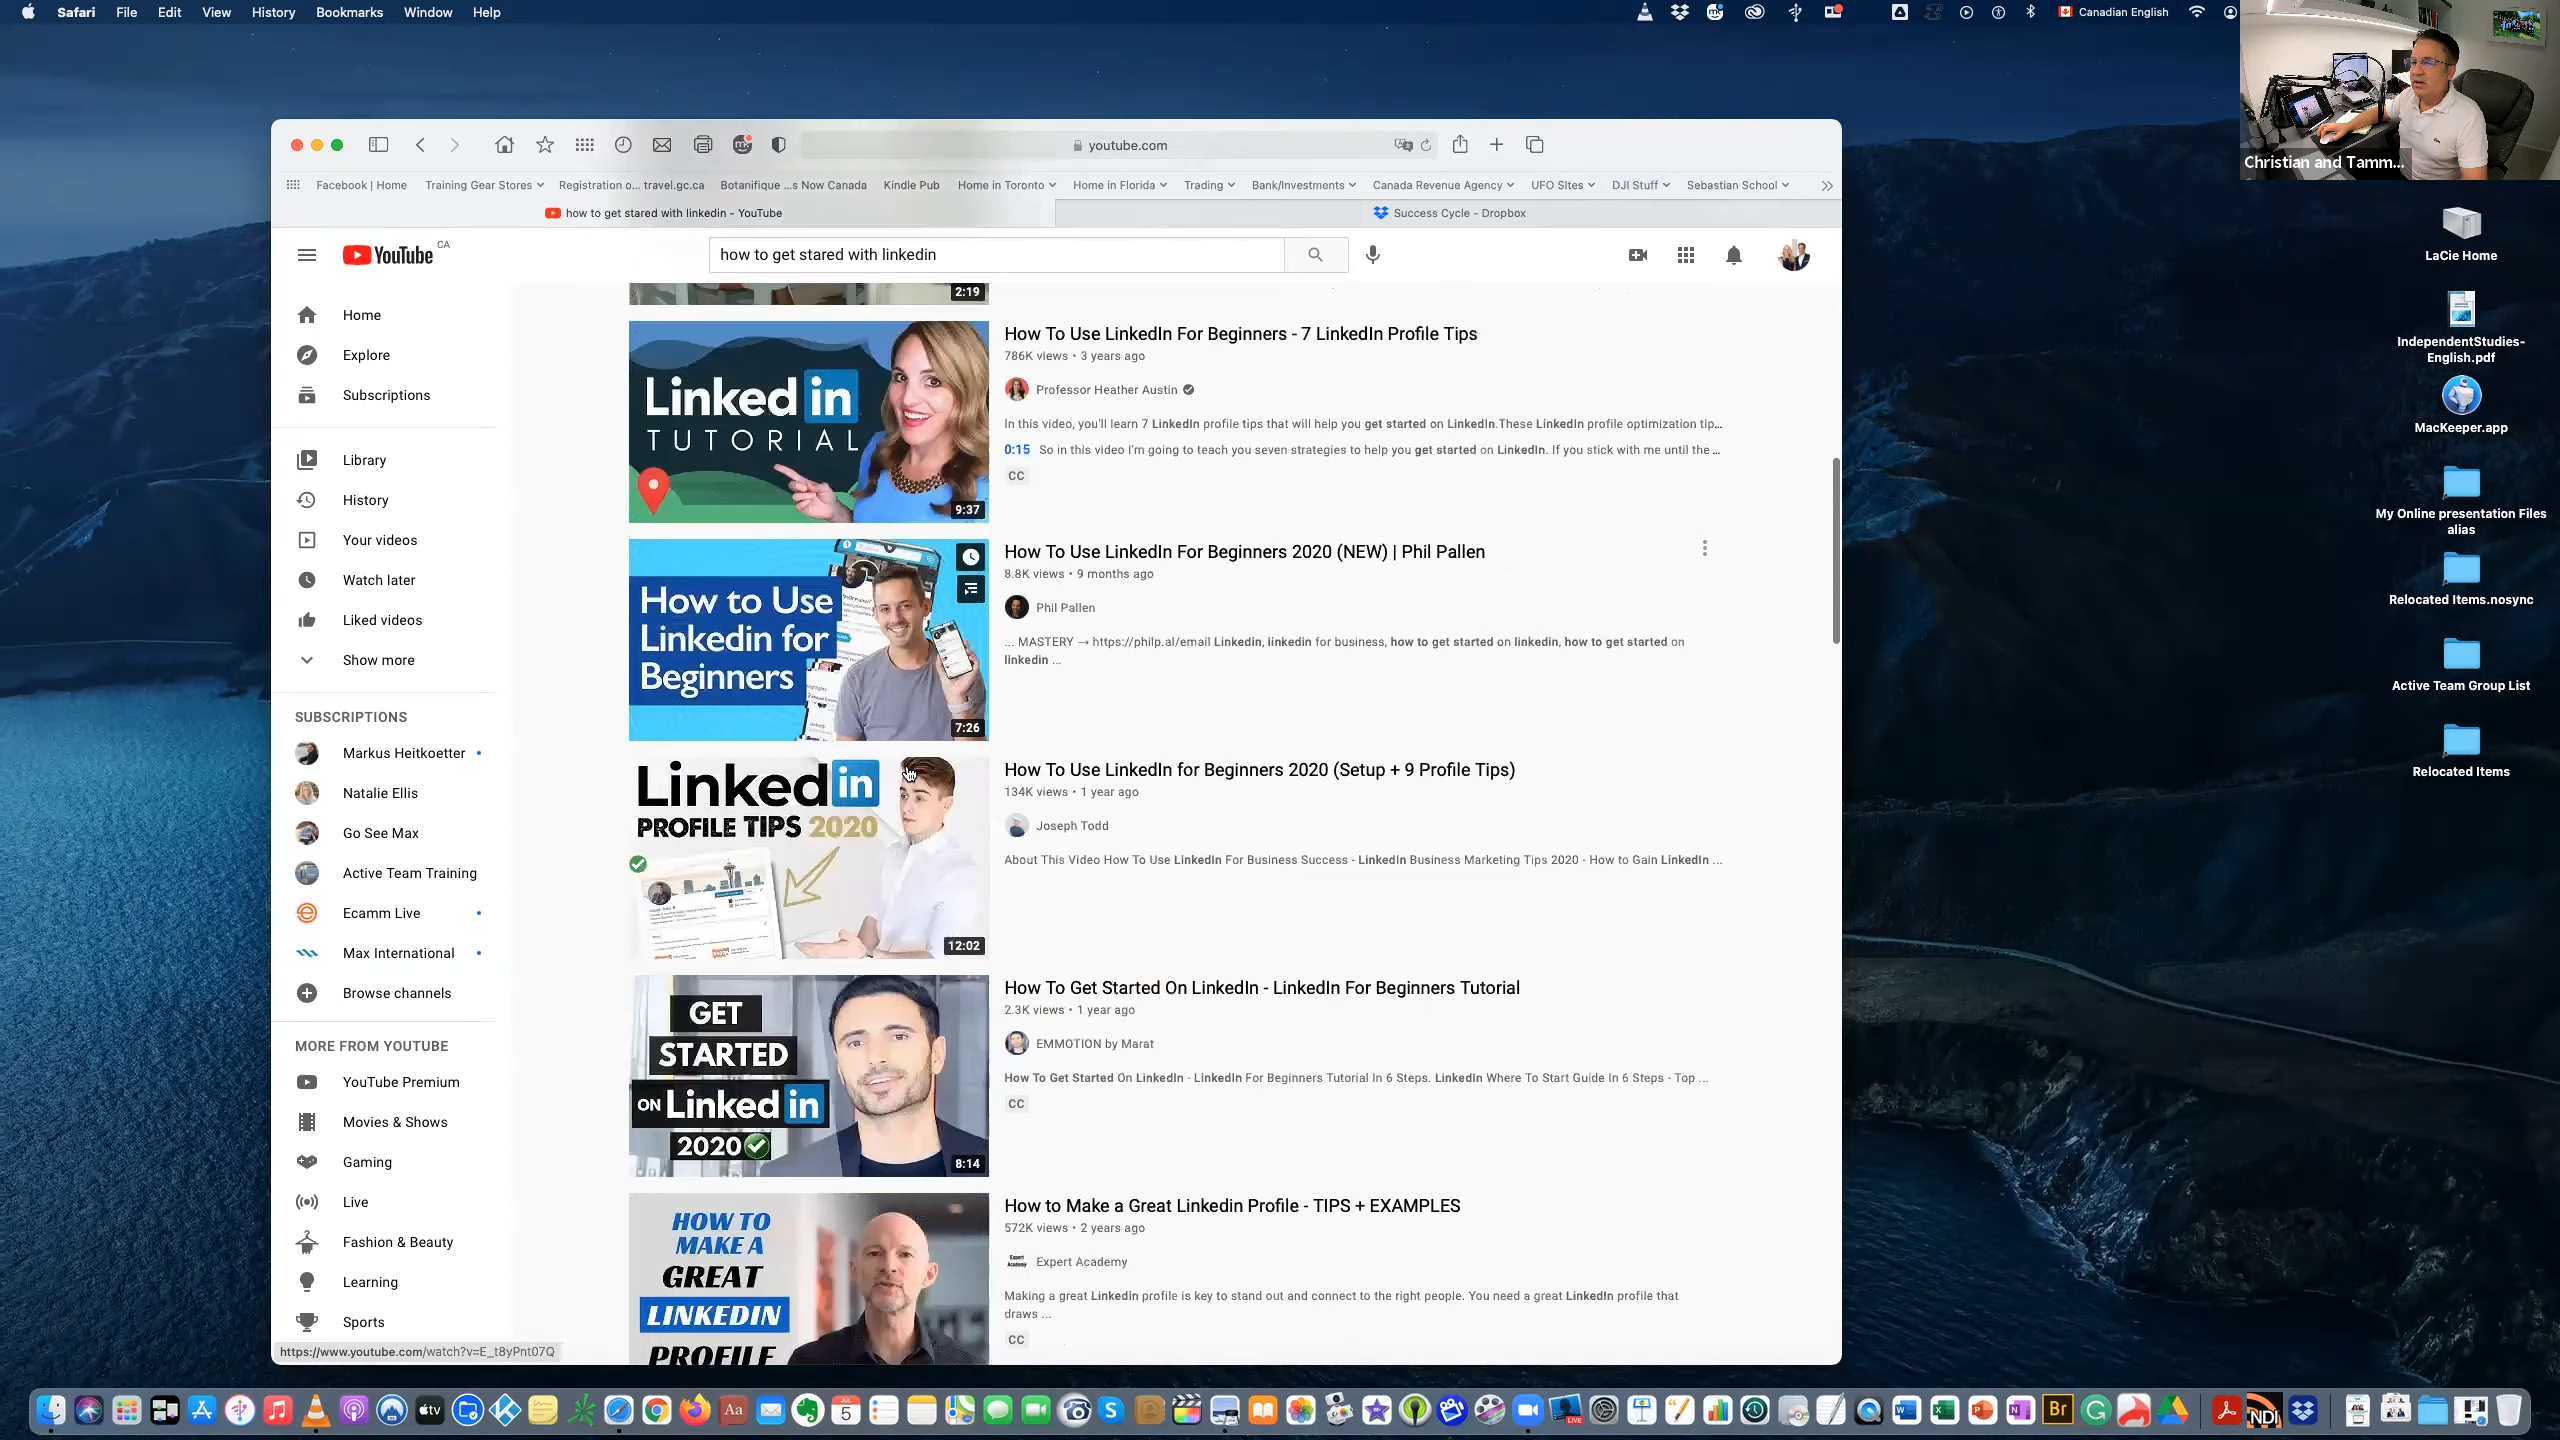 Safari File Edit View History Bookmarks Window Help
Canadian English
Christian and Tamm...
youtube.com
Facebook | Home Training Gear Stores Registration o... travel.gc.ca Botanifique ...s Now Canada Kindle Pub Home in Toronto Home in Florida Trading Bank/Investments Canada Revenue Agency UFO SItes DJI Stuff Sebastian School
how to get stared with linkedin - YouTube
Success Cycle - Dropbox
YouTube CA
how to get stared with linkedin
Home
Explore
Subscriptions
Library
History
Your videos
Watch later
Liked videos
Show more
SUBSCRIPTIONS
Markus Heitkoetter
Natalie Ellis
Go See Max
Active Team Training
Ecamm Live
Max International
Browse channels
MORE FROM YOUTUBE
YouTube Premium
Movies & Shows
Gaming
Live
Fashion & Beauty
Learning
Sports
https://www.youtube.com/watch?v=E_t8yPnt07Q
2:19
Linked in
TUTORIAL
9:37
How To Use LinkedIn For Beginners - 7 LinkedIn Profile Tips
786K views • 3 years ago
Professor Heather Austin
In this video, you'll learn 7 LinkedIn profile tips that will help you get started on LinkedIn.These LinkedIn profile optimization tip...
0:15 So in this video I'm going to teach you seven strategies to help you get started on LinkedIn. If you stick with me until the ...
CC
How to Use
Linkedin for
Beginners
7:26
How To Use LinkedIn For Beginners 2020 (NEW) | Phil Pallen
8.8K views • 9 months ago
Phil Pallen
... MASTERY → https://philp.al/email Linkedin, linkedin for business, how to get started on linkedin, how to get started on
linkedin ...
Linked in
PROFILE TIPS 2020
12:02
How To Use LinkedIn for Beginners 2020 (Setup + 9 Profile Tips)
134K views • 1 year ago
Joseph Todd
About This Video How To Use LinkedIn For Business Success - LinkedIn Business Marketing Tips 2020 - How to Gain LinkedIn ...
GET
STARTED
ON Linked in
2020
8:14
How To Get Started On LinkedIn - LinkedIn For Beginners Tutorial
2.3K views • 1 year ago
EMMOTION by Marat
How To Get Started On LinkedIn - LinkedIn For Beginners Tutorial In 6 Steps. LinkedIn Where To Start Guide In 6 Steps - Top ...
CC
HOW TO
MAKE A
GREAT
LINKEDIN
PROFILE
How to Make a Great Linkedin Profile - TIPS + EXAMPLES
572K views • 2 years ago
Expert Academy
Making a great Linkedin profile is key to stand out and connect to the right people. You need a great LinkedIn profile that
draws ...
CC
LaCie Home
IndependentStudies-
English.pdf
MacKeeper.app
My Online presentation Files
alias
Relocated Items.nosync
Active Team Group List
Relocated Items
tv
Aa
JUL
5
LIVE
Br
NDI